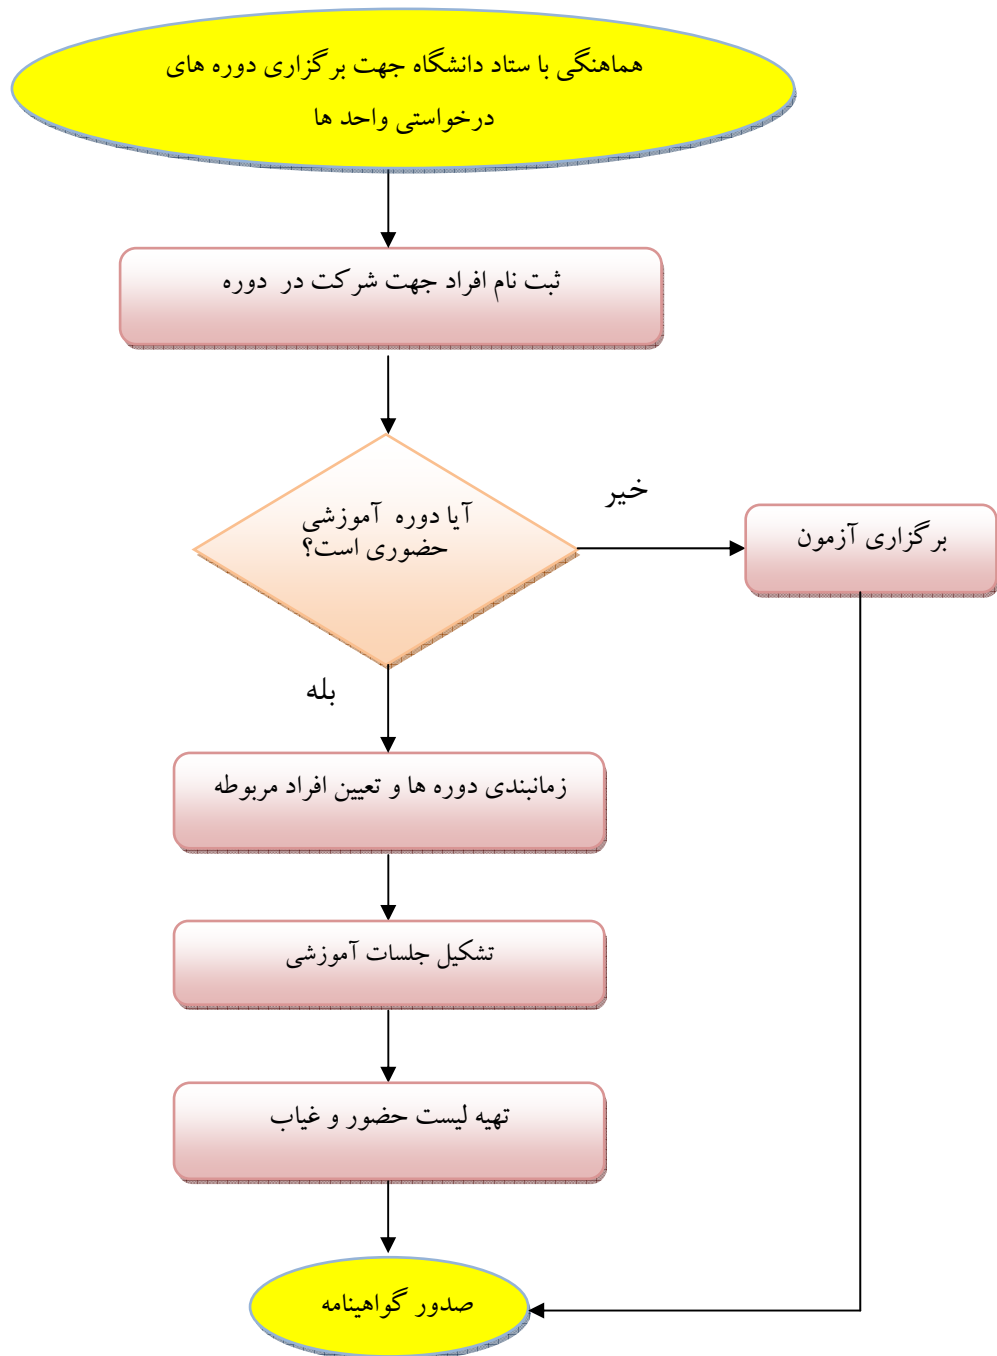 هماهنگی با ستاد دانشگاه جهت برگزاری دوره های
درخواستی واحد ها
ثبت نام افراد جهت شرکت در دوره
آیا دوره آموزشی
حضوری است؟
خیر
برگزاری آزمون
بله
زمانبندی دوره ها و تعیین افراد مربوطه
تشکیل جلسات آموزشی
تهیه لیست حضور و غیاب
صدور گواهینامه